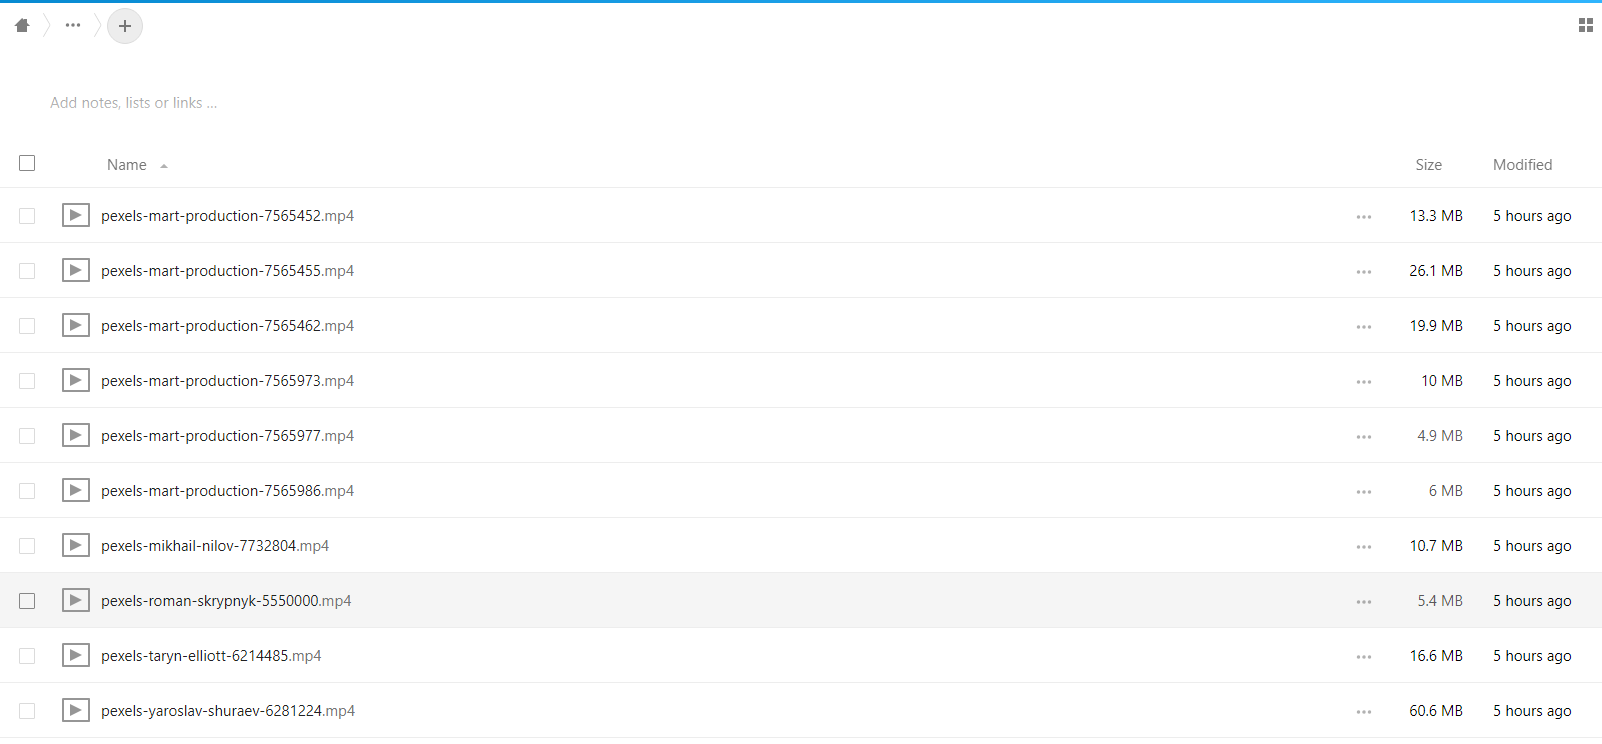 Add notes, lists or links ...
Name Size Modified
pexels-mart-production-7565452.mp4 13.3 MB 5 hours ago
pexels-mart-production-7565455.mp4 26.1 MB 5 hours ago
pexels-mart-production-7565462.mp4 19.9 MB 5 hours ago
pexels-mart-production-7565973.mp4 10 MB 5 hours ago
pexels-mart-production-7565977.mp4 4.9 MB 5 hours ago
pexels-mart-production-7565986.mp4 6 MB 5 hours ago
pexels-mikhail-nilov-7732804.mp4 10.7 MB 5 hours ago
pexels-roman-skrypnyk-5550000.mp4 5.4 MB 5 hours ago
pexels-taryn-elliott-6214485.mp4 16.6 MB 5 hours ago
pexels-yaroslav-shuraev-6281224.mp4 60.6 MB 5 hours ago